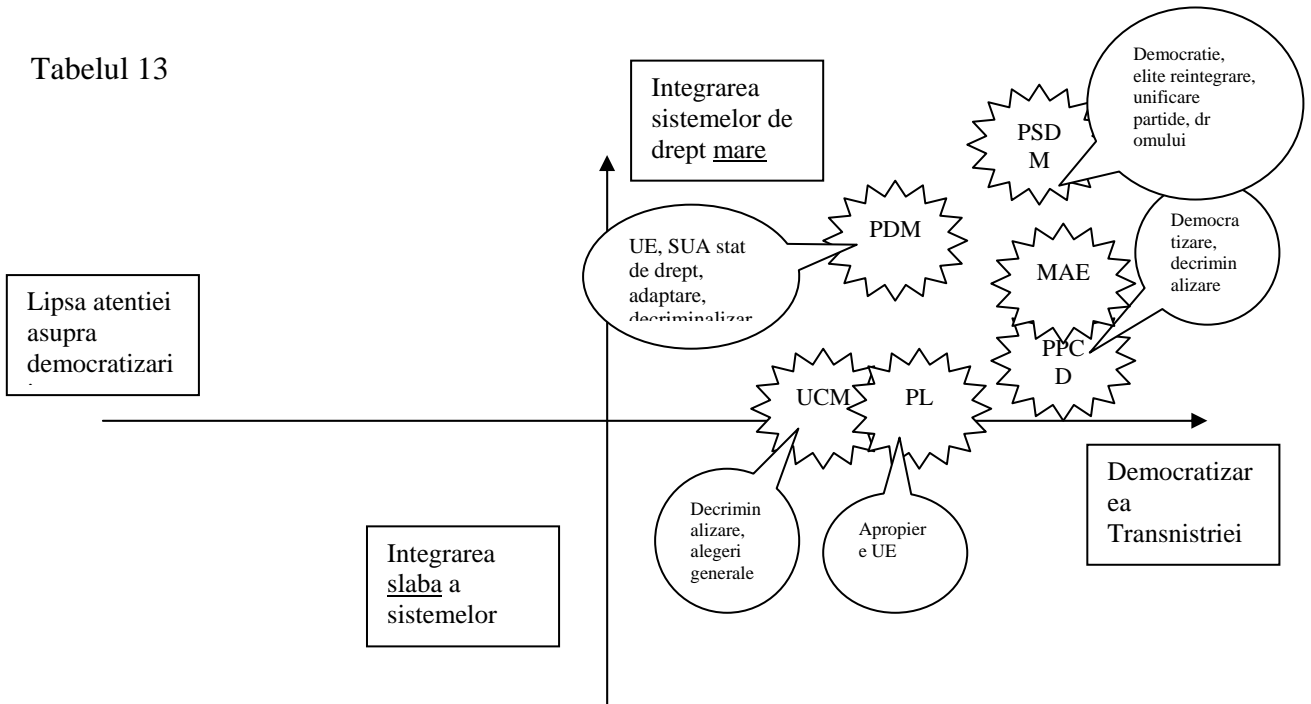 Tabelul 13
Integrarea
sistemelor de
drept mare
Democratie,
elite reintegrare,
unificare
partide, dr
omului
PSD
M
PDM
UE, SUA stat
de drept,
adaptare,
decriminalizar
Democra
tizare,
decrimin
alizare
MAE
PPC
D
Lipsa atentiei
asupra
democratizari
UCM
PL
Democratizar
ea
Transnistriei
Decrimin
alizare,
alegeri
generale
Apropier
e UE
Integrarea
slaba a
sistemelor